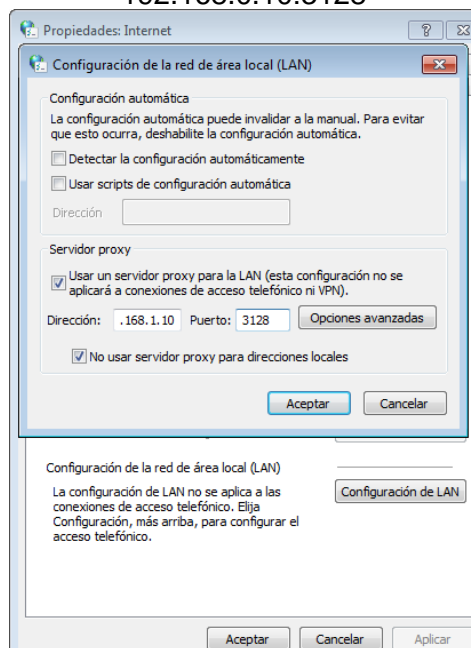 Propiedades: Internet
Configuración de la red de área local (LAN)
Configuración automática
La configuración automática puede invalidar a la manual. Para evitar
que esto ocurra, deshabilite la configuración automática.
Detectar la configuración automáticamente
Usar scripts de configuración automática
Dirección
Servidor proxy
Usar un servidor proxy para la LAN (esta configuración no se
aplicará a conexiones de acceso telefónico ni VPN).
Dirección: .168.1.10 Puerto: 3128 Opciones avanzadas
No usar servidor proxy para direcciones locales
Aceptar Cancelar
Configuración de la red de área local (LAN)
La configuración de LAN no se aplica a las
conexiones de acceso telefónico. Elija
Configuración, más arriba, para configurar el
acceso telefónico.
Configuración de LAN
Aceptar Cancelar Aplicar